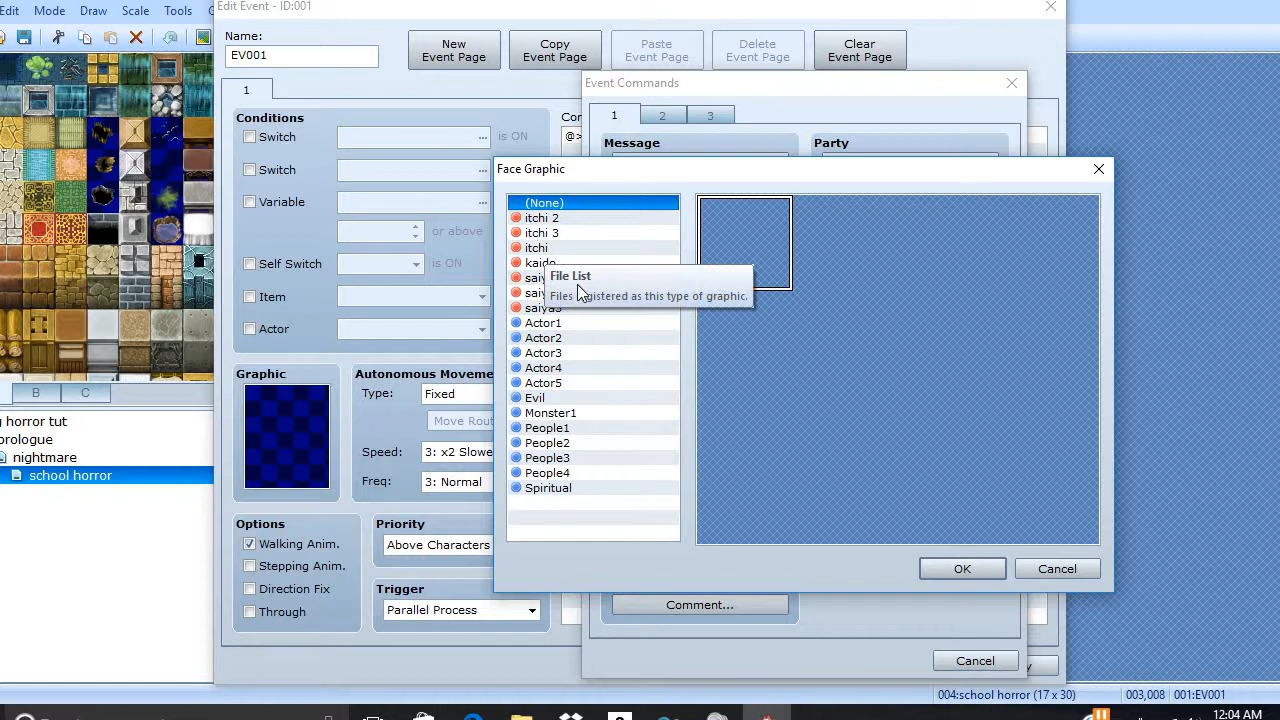 Edit Mode Draw Scale Tools
Edit Event - ID:001
Name:
EV001
New
Event Page
Copy
Event Page
Paste
Event Page
Delete
Event Page
Clear
Event Page
1
Conditions
Switch
is ON
Switch
Variable
or above
Self Switch
is ON
Item
Actor
Graphic
Autonomous Moveme
Type:
Fixed
Move Rout
Speed:
3: x2 Slowe
Freq:
3: Normal
Options
Walking Anim.
Stepping Anim.
Direction Fix
Through
Priority
Above Characters
Trigger
Parallel Process
Con
@>
Event Commands
1 2 3
Message
Party
Face Graphic
(None)
itchi 2
itchi 3
itchi
kaido
saiy
saiy
saiya3
File List
Files registered as this type of graphic.
Actor1
Actor2
Actor3
Actor4
Actor5
Evil
Monster1
People1
People2
People3
People4
Spiritual
OK
Cancel
Comment...
Cancel
y
B C
g horror tut
prologue
nightmare
school horror
004:school horror (17 x 30)
003,008
001:EV001
12:04 AM